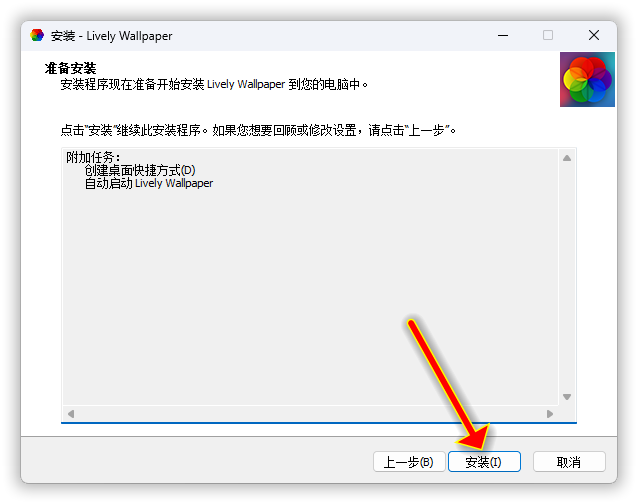 安装 - Lively Wallpaper
准备安装
安装程序现在准备开始安装 Lively Wallpaper 到您的电脑中。
点击“安装”继续此安装程序。如果您想要回顾或修改设置，请点击“上一步”。
附加任务：
创建桌面快捷方式(D)
自动启动 Lively Wallpaper
上一步(B)
安装(I)
取消